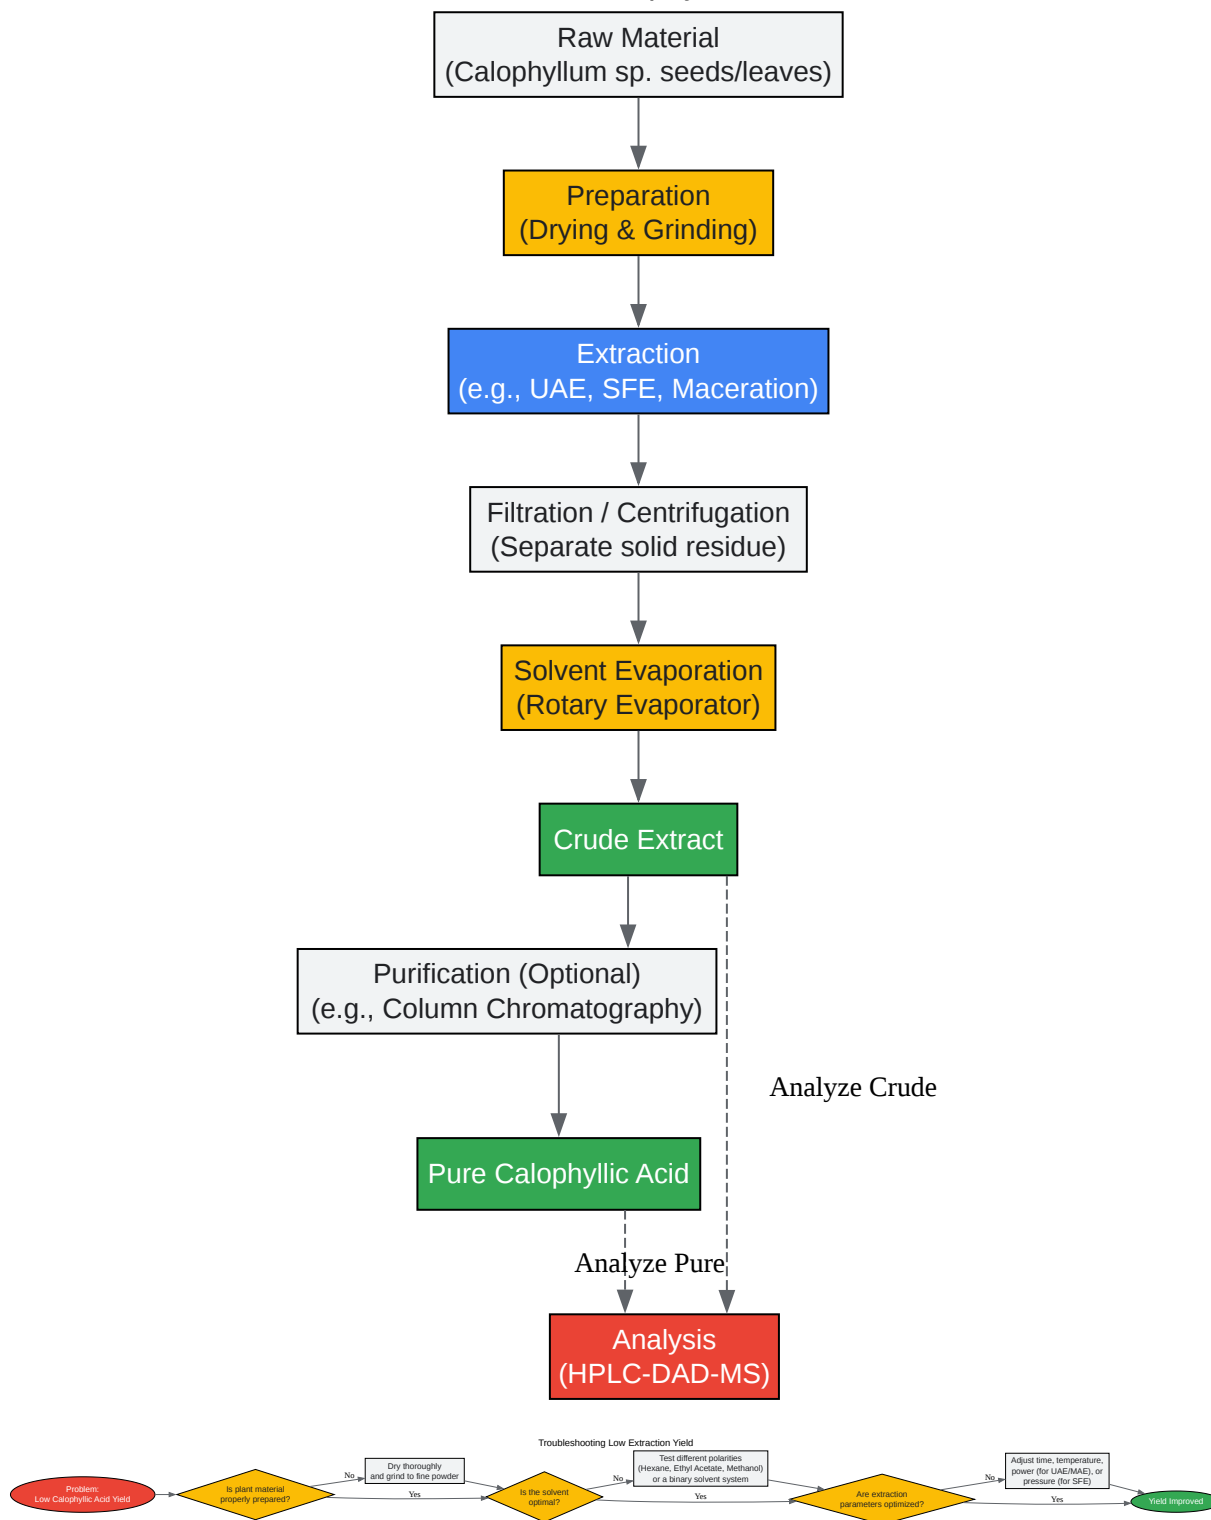 Raw Material
(Calophyllum sp. seeds/leaves)
Preparation
(Drying & Grinding)
Extraction
(e.g., UAE, SFE, Maceration)
Filtration / Centrifugation
(Separate solid residue)
Solvent Evaporation
(Rotary Evaporator)
Crude Extract
Purification (Optional)
(e.g., Column Chromatography)
Analyze Crude
Pure Calophyllic Acid
Analyze Pure
Analysis
(HPLC-DAD-MS)
Troubleshooting Low Extraction Yield
Problem:
Low Calophyllic Acid Yield
Is plant material
properly prepared?
No
Dry thoroughly
and grind to fine powder
Yes
Is the solvent
optimal?
No
Test different polarities
(Hexane, Ethyl Acetate, Methanol)
or a binary solvent system
Yes
Are extraction
parameters optimized?
No
Adjust time, temperature,
power (for UAE/MAE), or
pressure (for SFE)
Yes
Yield Improved